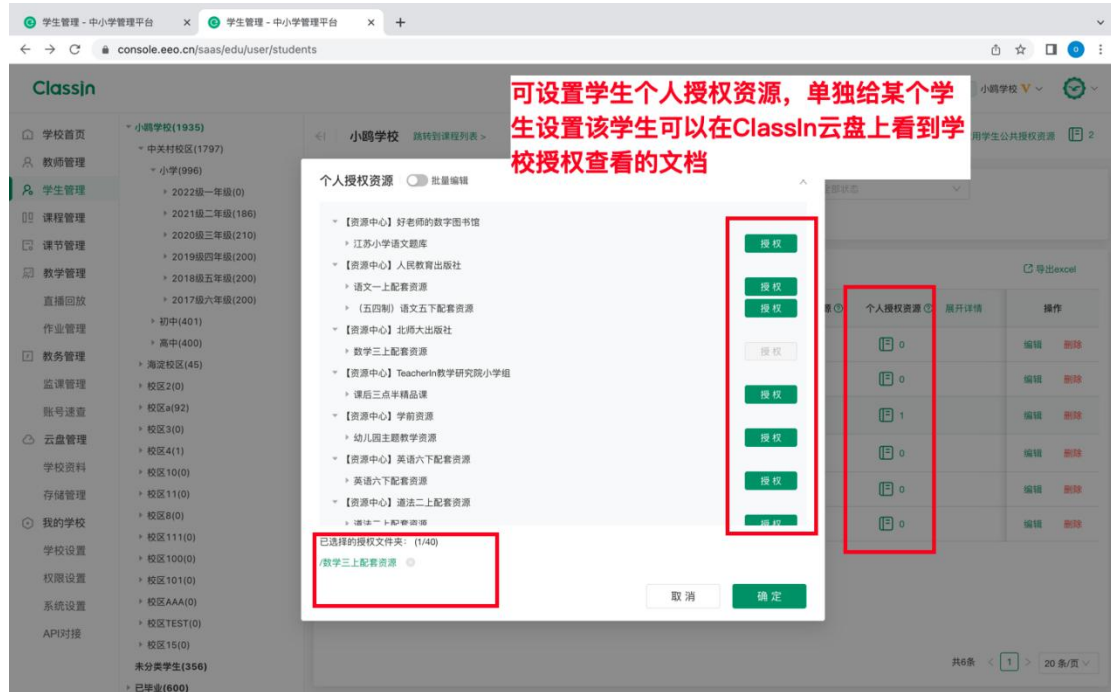 学生管理 - 中小学管理平台
学生管理 - 中小学管理平台
console.eeo.cn/saas/edu/user/students
ClassIn
可设置学生个人授权资源，单独给某个学
生设置该学生可以在ClassIn云盘上看到学
校授权查看的文档
小鸥学校 V
学校首页
教师管理
学生管理
课程管理
课节管理
教学管理
直播回放
作业管理
教务管理
监课管理
账号速查
云盘管理
学校资料
存储管理
我的学校
学校设置
权限设置
系统设置
API对接
小鸥学校(1935)
中关村校区(1797)
小学(996)
2022级一年级(0)
2021级二年级(186)
2020级三年级(210)
2019级四年级(200)
2018级五年级(200)
2017级六年级(200)
初中(401)
高中(400)
海淀校区(45)
校区2(0)
校区a(92)
校区3(0)
校区4(1)
校区10(0)
校区11(0)
校区8(0)
校区111(0)
校区100(0)
校区101(0)
校区AAA(0)
校区TEST(0)
校区15(0)
未分类学生(356)
已毕业(600)
小鸥学校 跳转到课程列表 >
用学生公共授权资源 2
全部状态
个人授权资源 批量编辑
【资源中心】好老师的数字图书馆
江苏小学语文题库 授 权
【资源中心】人民教育出版社
语文一上配套资源 授 权
（五四制）语文五下配套资源 授 权
【资源中心】北师大出版社
数学三上配套资源 授 权
【资源中心】TeacherIn教学研究院小学组
课后三点半精品课 授 权
【资源中心】学前资源
幼儿园主题教学资源 授 权
【资源中心】英语六下配套资源
英语六下配套资源 授 权
【资源中心】道法二上配套资源
道法二上配套资源 授 权
已选择的授权文件夹： (1/40)
/数学三上配套资源
取 消 确 定
导出excel
源 个人授权资源 展开详情 操作
0 编辑 删除
0 编辑 删除
1 编辑 删除
0 编辑 删除
0 编辑 删除
0 编辑 删除
共6条 < 1 > 20 条/页